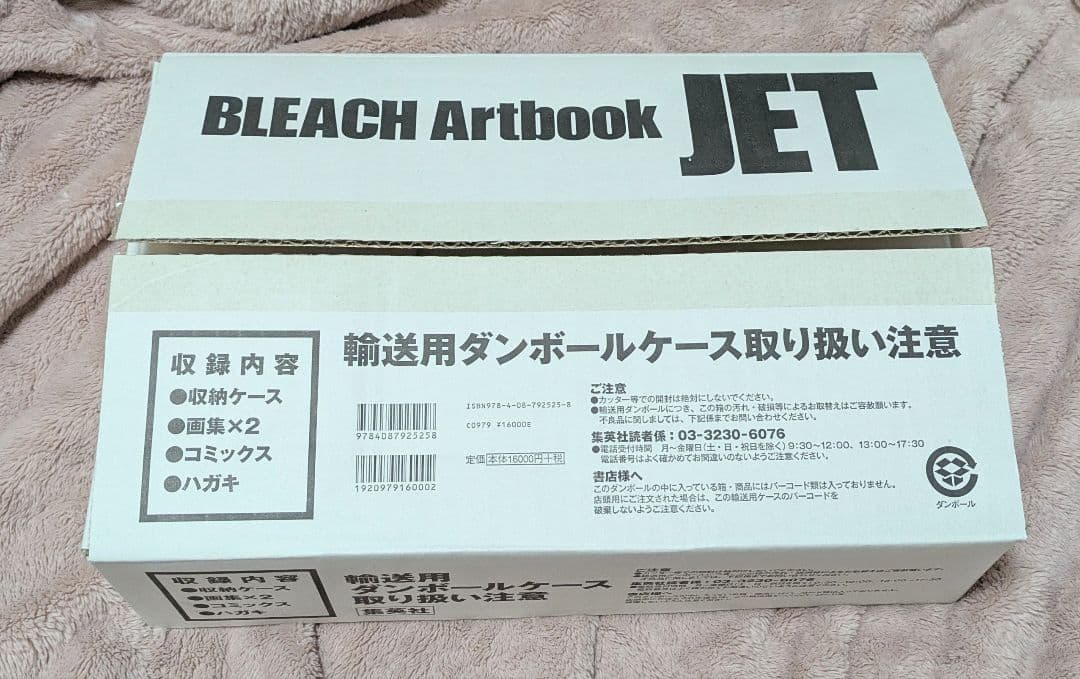 BLEACH Artbook JET
輸送用ダンボールケース取り扱い注意
収録内容
●収納ケース
●画集×2
●コミックス
●ハガキ
9784087925258
ISBN978-4-08-792525-8
C0979 ¥16000E
定価 本体16000円+税
1920979160002
ご注意
●カッター等での開封は絶対にしないでください。
●輸送用ダンボールにつき、この箱の汚れ・破損等によるお取替えはご容赦願います。
不良品に関しましては、下記係までお問い合わせください。
集英社読者係：03-3230-6076
●電話受付時間 月〜金曜日(土・日・祝日を除く) 9:30〜12:00、13:00〜17:30
電話番号はよく確かめてお間違いのないようご注意ください。
書店様へ
このダンボールの中に入っている箱・商品にはバーコード類は入っておりません。
店頭用にご注文された場合は、この輸送用ケースのバーコードを
破棄しないようご注意ください。
ダンボール
収録内容
●収納ケース
●画集×2
●コミックス
●ハガキ
輸送用
ダンボールケース
取り扱い注意
集英社
ご注意
集英社読者係：03-3230-6076
書店様へ